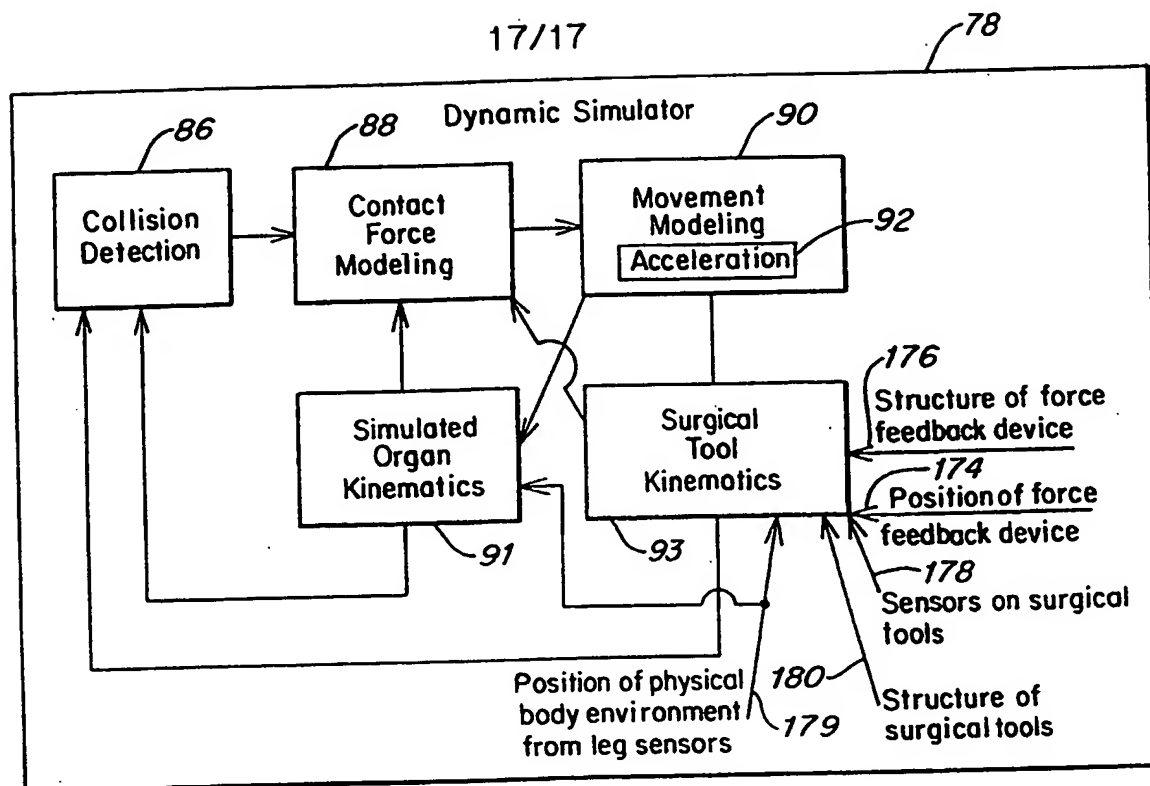 17/17
78
Dynamic Simulator
86
88
90
Collision
Detection
Contact
Force
Modeling
Movement
Modeling
92
Acceleration
176
Structure of force
feedback device
174
Position of force
feedback device
Simulated
Organ
Kinematics
Surgical
Tool
Kinematics
91
93
178
Sensors on surgical
tools
Position of physical
body environment
from leg sensors
179
180
Structure of
surgical tools